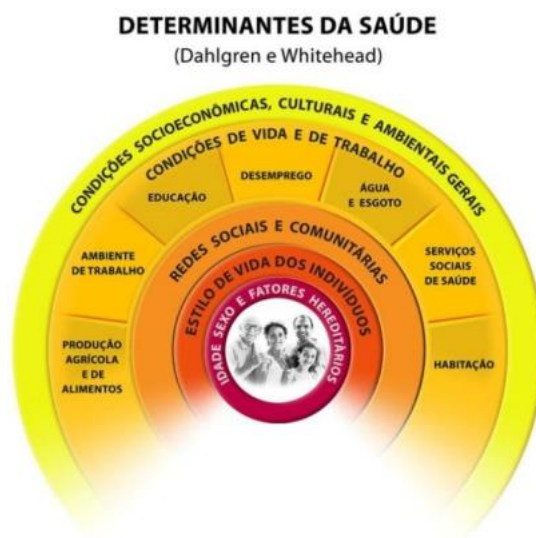 DETERMINANTES DA SAÚDE
(Dahlgren e Whitehead)
CONDIÇÕES SOCIOECONÔMICAS, CULTURAIS E AMBIENTAIS GERAIS
CONDIÇÕES DE VIDA E DE TRABALHO
PRODUÇÃO
AGRÍCOLA
E DE
ALIMENTOS
AMBIENTE
DE TRABALHO
EDUCAÇÃO
DESEMPREGO
ÁGUA
E ESGOTO
SERVIÇOS
SOCIAIS
DE SAÚDE
HABITAÇÃO
REDES SOCIAIS E COMUNITÁRIAS
ESTILO DE VIDA DOS INDIVÍDUOS
IDADE SEXO E FATORES HEREDITÁRIOS